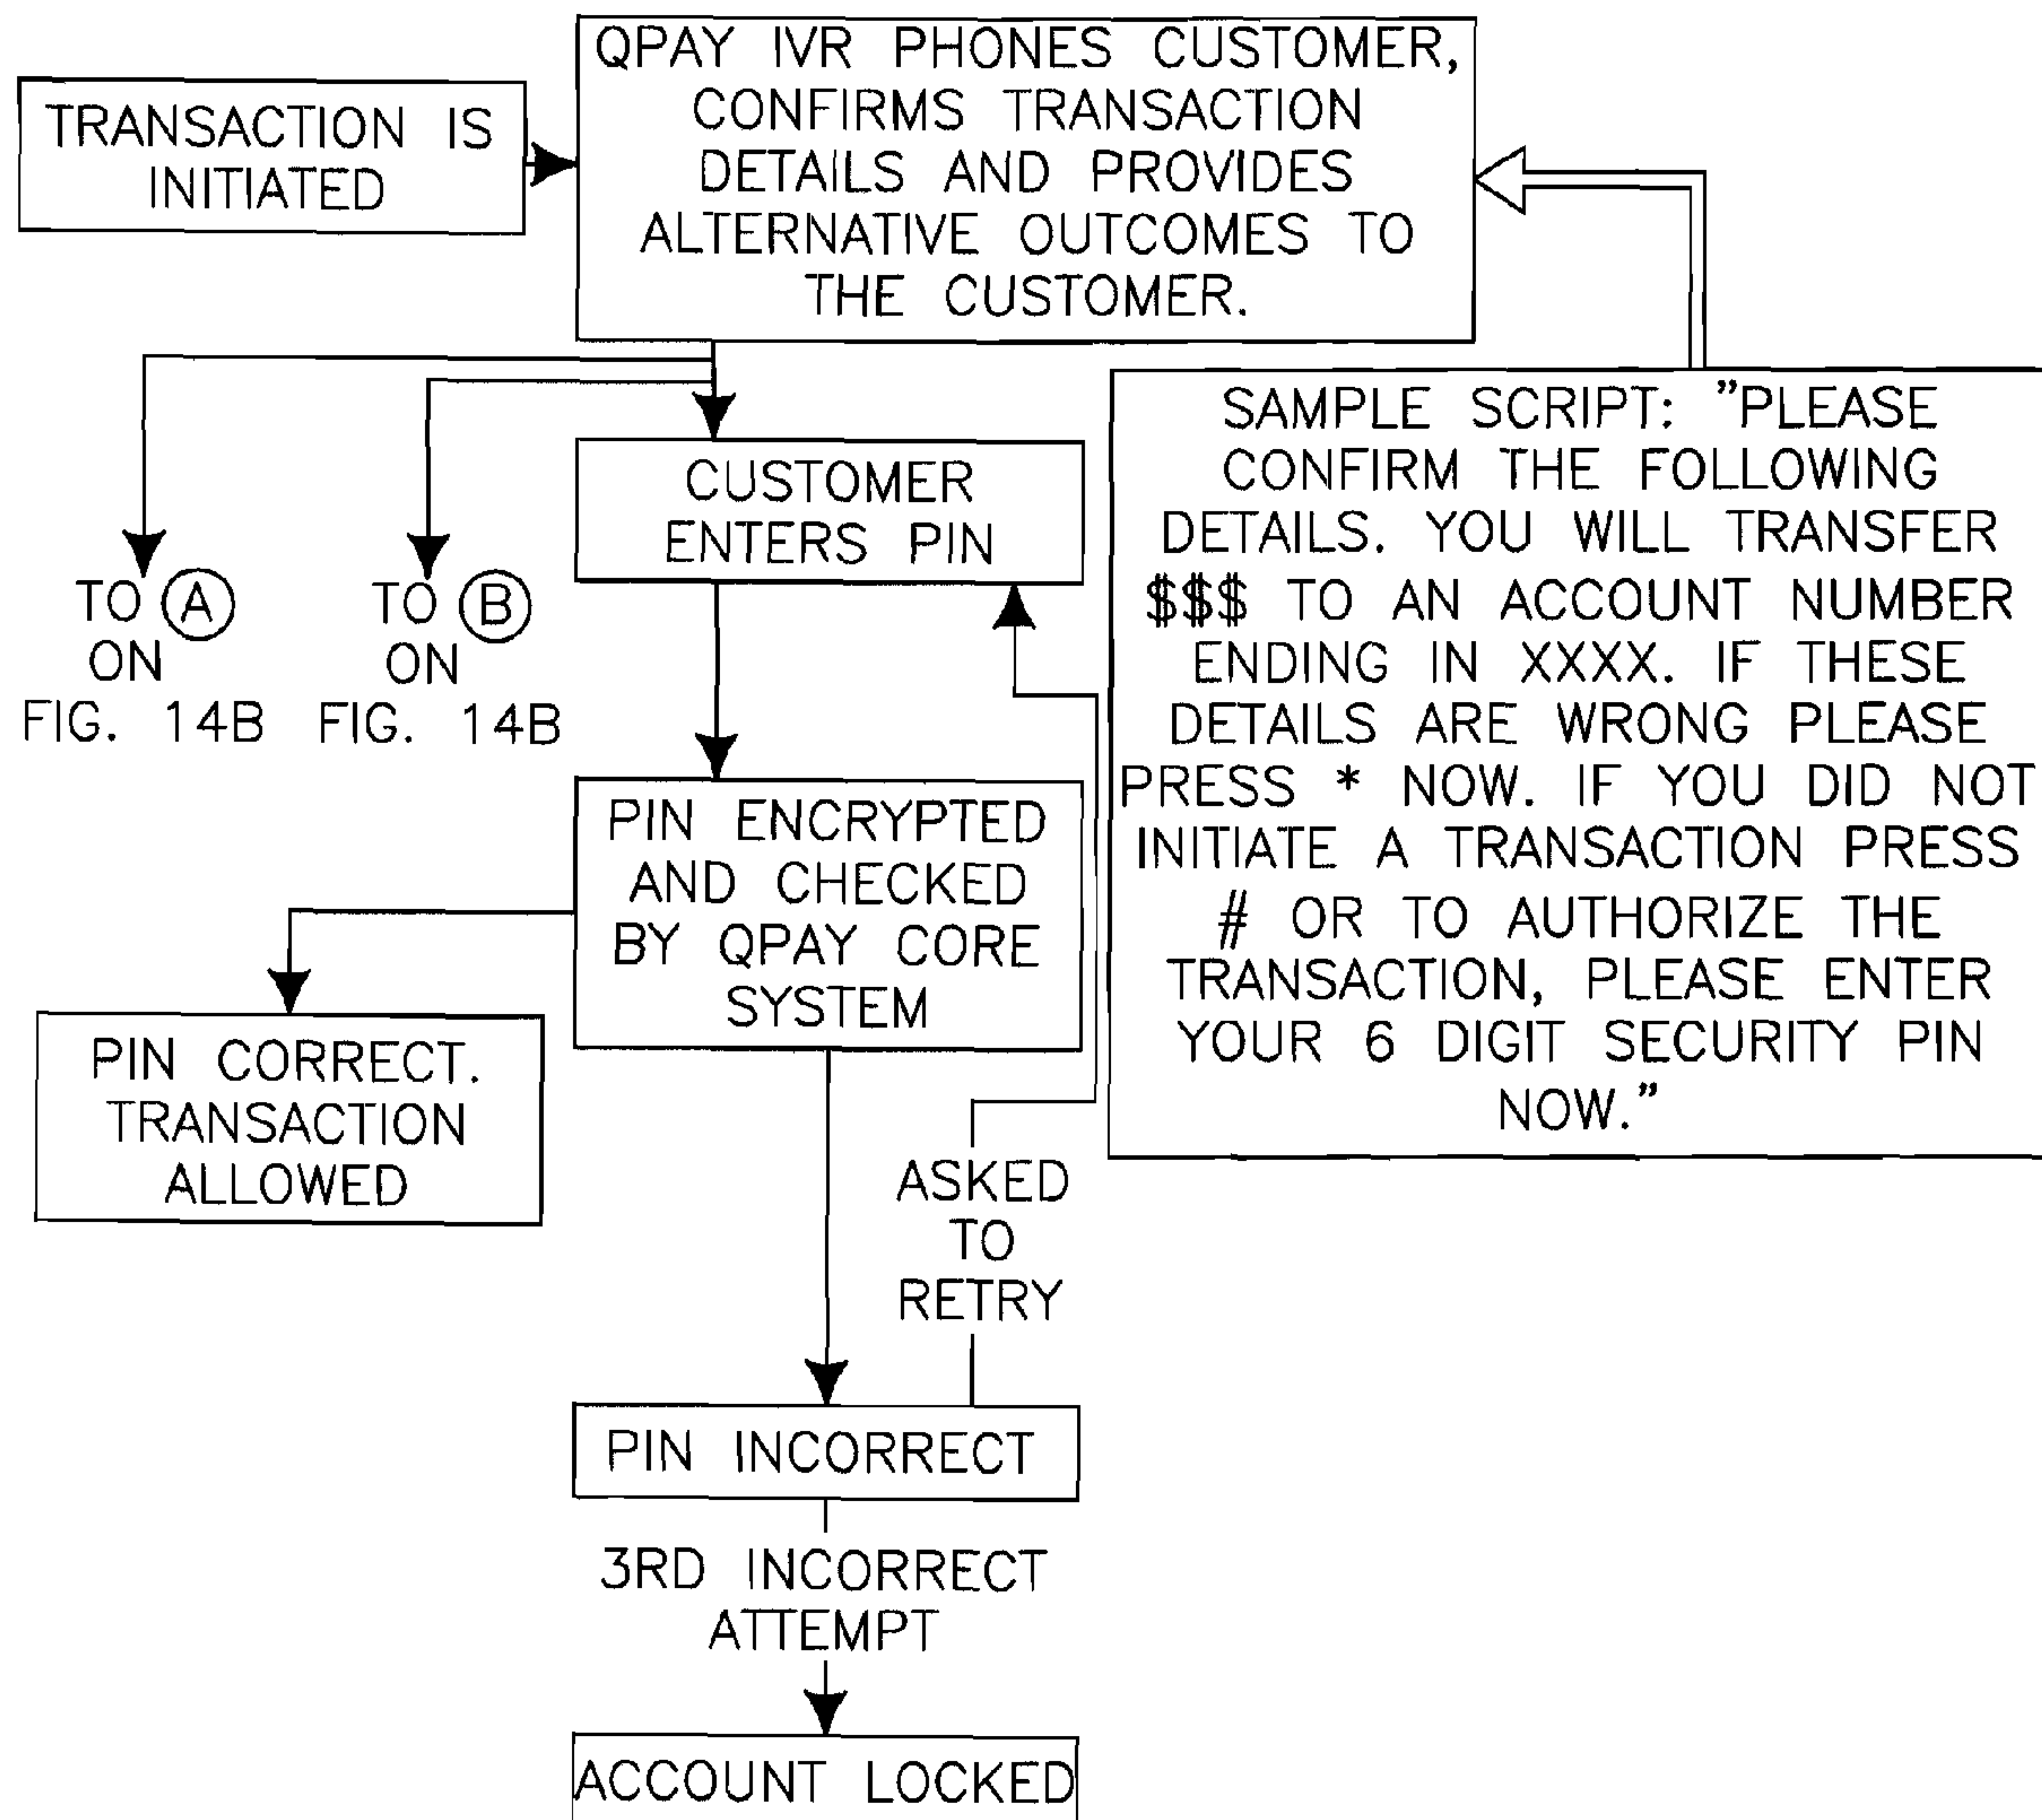 QPAY IVR PHONES CUSTOMER,
CONFIRMS TRANSACTION
DETAILS AND PROVIDES
ALTERNATIVE OUTCOMES TO
THE CUSTOMER.
TRANSACTION IS
INITIATED
SAMPLE SCRIPT: "PLEASE
CONFIRM THE FOLLOWING
DETAILS. YOU WILL TRANSFER
$$$ TO AN ACCOUNT NUMBER
ENDING IN XXXX. IF THESE
DETAILS ARE WRONG PLEASE
PRESS * NOW. IF YOU DID NOT
INITIATE A TRANSACTION PRESS
# OR TO AUTHORIZE THE
TRANSACTION, PLEASE ENTER
YOUR 6 DIGIT SECURITY PIN
NOW."
CUSTOMER
ENTERS PIN
TO A
ON
FIG. 14B
TO B
ON
FIG. 14B
PIN ENCRYPTED
AND CHECKED
BY QPAY CORE
SYSTEM
PIN CORRECT.
TRANSACTION
ALLOWED
ASKED
TO
RETRY
PIN INCORRECT
3RD INCORRECT
ATTEMPT
ACCOUNT LOCKED